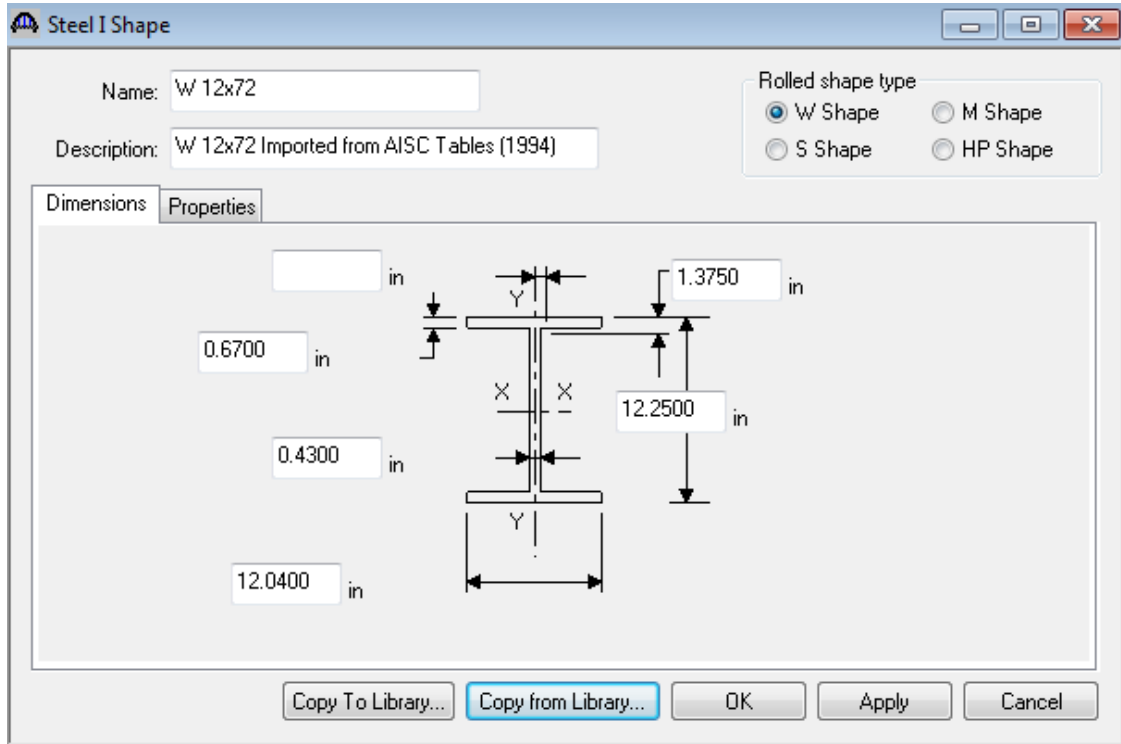 Steel I Shape
Name: W 12x72
Description: W 12x72 Imported from AISC Tables (1994)
Rolled shape type
W Shape M Shape
S Shape HP Shape
Dimensions Properties
in
1.3750 in
Y
0.6700 in
X X
12.2500 in
0.4300 in
Y
12.0400 in
Copy To Library... Copy from Library... OK Apply Cancel